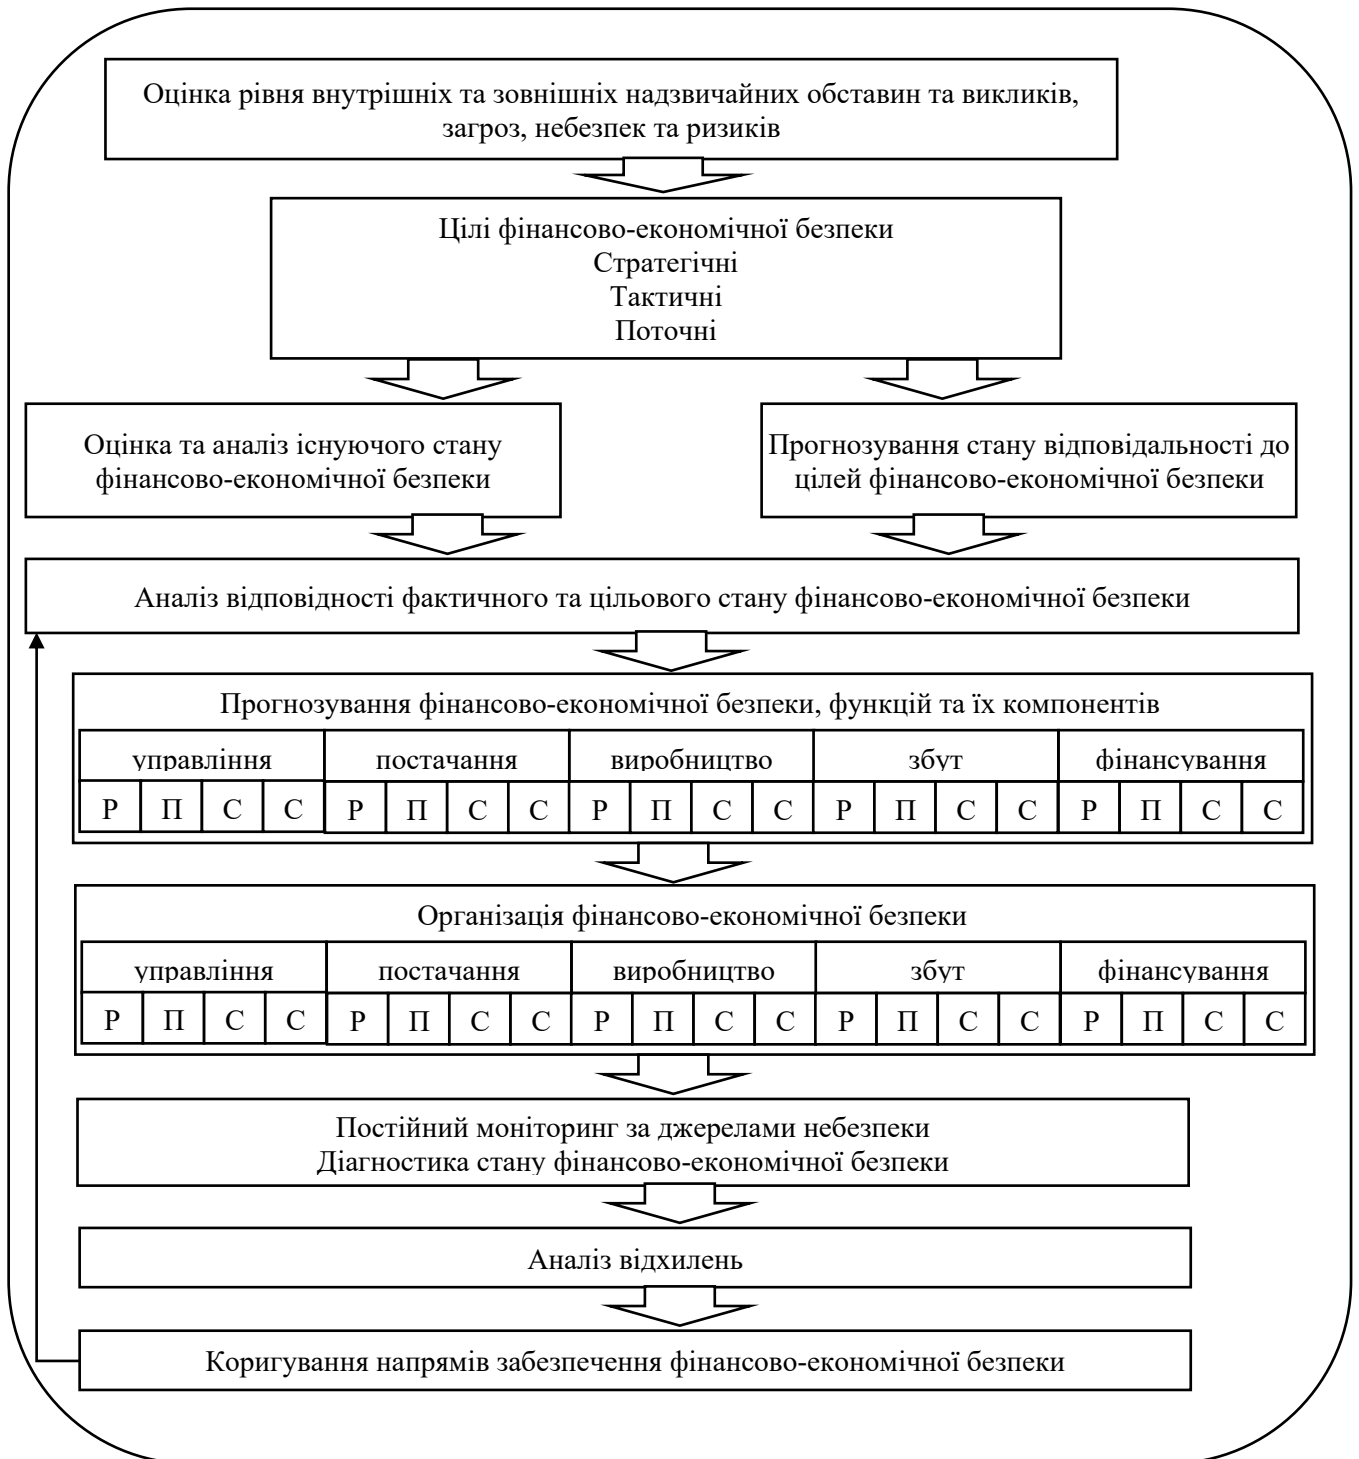 Оцінка рівня внутрішніх та зовнішніх надзвичайних обставин та викликів,
загроз, небезпек та ризиків
Цілі фінансово-економічної безпеки
Стратегічні
Тактичні
Поточні
Оцінка та аналіз існуючого стану
фінансово-економічної безпеки
Прогнозування стану відповідальності до
цілей фінансово-економічної безпеки
Аналіз відповідності фактичного та цільового стану фінансово-економічної безпеки
Прогнозування фінансово-економічної безпеки, функцій та їх компонентів
управління постачання виробництво збут фінансування
Р П С С Р П С С Р П С С Р П С С Р П С С
Організація фінансово-економічної безпеки
управління постачання виробництво збут фінансування
Р П С С Р П С С Р П С С Р П С С Р П С С
Постійний моніторинг за джерелами небезпеки
Діагностика стану фінансово-економічної безпеки
Аналіз відхилень
Коригування напрямів забезпечення фінансово-економічної безпеки